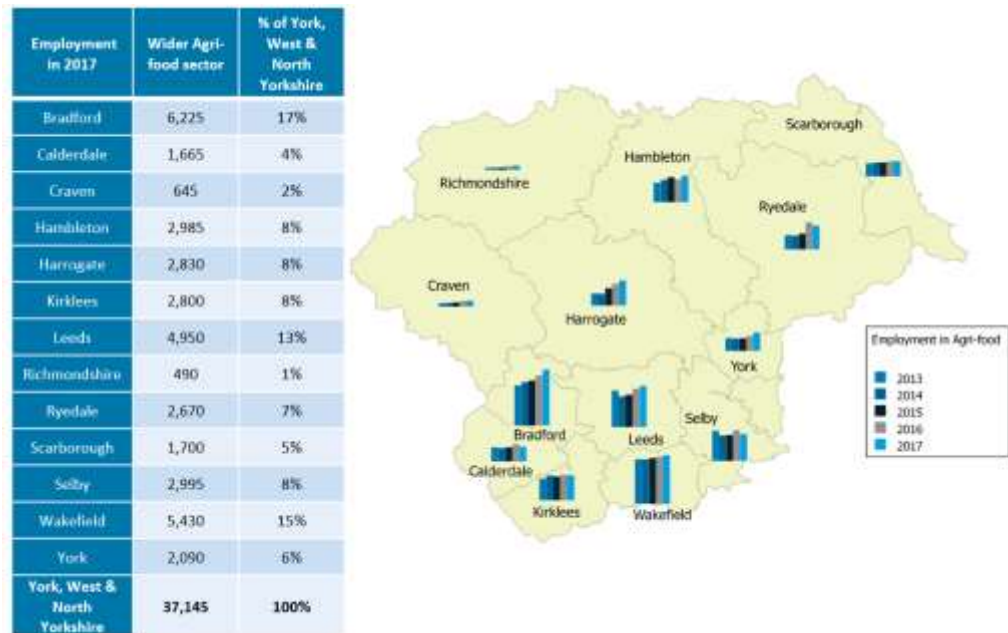 Employment in 2017 Wider Agri-food sector % of York, West & North Yorkshire
Bradford 6,225 17%
Calderdale 1,665 4%
Craven 645 2%
Hambleton 2,985 8%
Harrogate 2,830 8%
Kirklees 2,800 8%
Leeds 4,950 13%
Richmondshire 490 1%
Ryedale 2,670 7%
Scarborough 1,700 5%
Selby 2,995 8%
Wakefield 5,430 15%
York 2,090 6%
York, West & North Yorkshire 37,145 100%
Scarborough
Hambleton
Richmondshire
Ryedale
Craven
Harrogate
York
Selby
Bradford
Leeds
Calderdale
Kirklees
Wakefield
Employment in Agri-food
2013
2014
2015
2016
2017